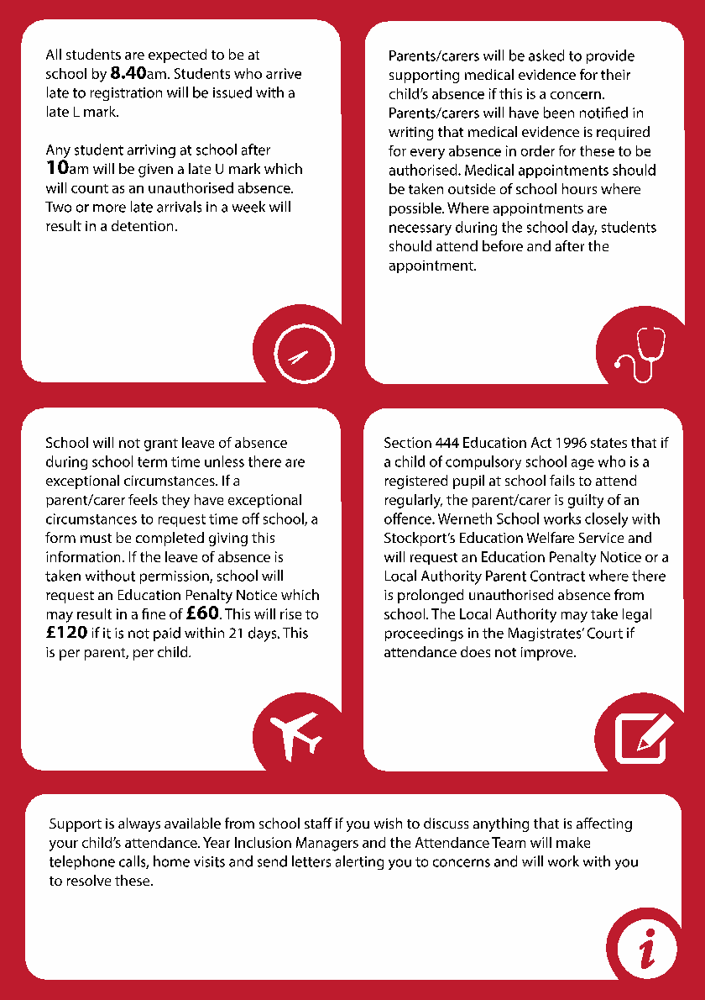 All students are expected to be at
school by 8.40am. Students who arrive
late to registration will be issued with a
late L mark.
Any student arriving at school after
10am will be given a late U mark which
will count as an unauthorised absence.
Two or more late arrivals in a week will
result in a detention.
Parents/carers will be asked to provide
supporting medical evidence for their
child’s absence if this is a concern.
Parents/carers will have been notified in
writing that medical evidence is required
for every absence in order for these to be
authorised. Medical appointments should
be taken outside of school hours where
possible. Where appointments are
necessary during the school day, students
should attend before and after the
appointment.
School will not grant leave of absence
during school term time unless there are
exceptional circumstances. If a
parent/carer feels they have exceptional
circumstances to request time off school, a
form must be completed giving this
information. If the leave of absence is
taken without permission, school will
request an Education Penalty Notice which
may result in a fine of £60. This will rise to
£120 if it is not paid within 21 days. This
is per parent, per child.
Section 444 Education Act 1996 states that if
a child of compulsory school age who is a
registered pupil at school fails to attend
regularly, the parent/carer is guilty of an
offence. Werneth School works closely with
Stockport’s Education Welfare Service and
will request an Education Penalty Notice or a
Local Authority Parent Contract where there
is prolonged unauthorised absence from
school. The Local Authority may take legal
proceedings in the Magistrates’ Court if
attendance does not improve.
Support is always available from school staff if you wish to discuss anything that is affecting
your child’s attendance. Year Inclusion Managers and the Attendance Team will make
telephone calls, home visits and send letters alerting you to concerns and will work with you
to resolve these.
i